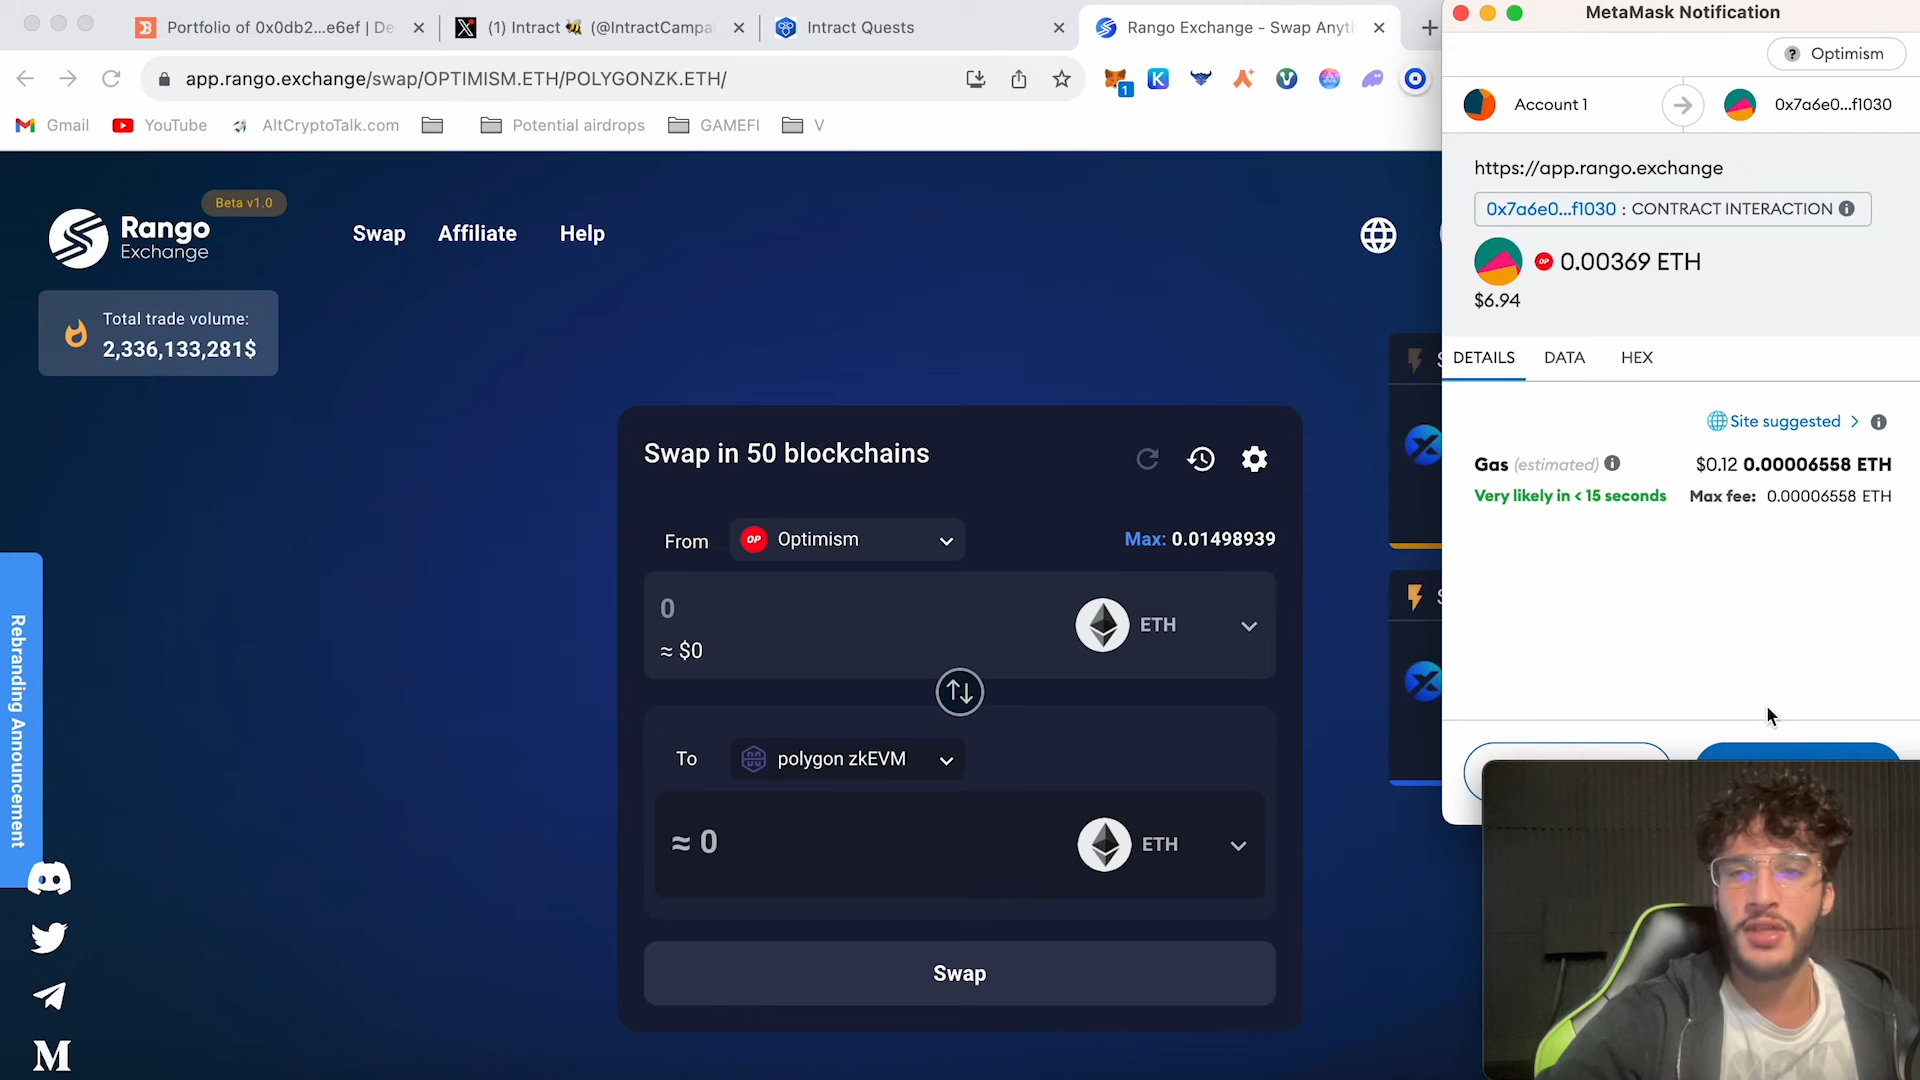 Portfolio of 0x0db2...e6ef | De
(1) Intract 🐝 (@IntractCampai
Intract Quests
Rango Exchange - Swap Anyth
app.rango.exchange/swap/OPTIMISM.ETH/POLYGONZK.ETH/
1
Gmail
YouTube
AltCryptoTalk.com
Potential airdrops
GAMEFI
V
Beta v1.0
Rango
Exchange
Swap
Affiliate
Help
Total trade volume:
2,336,133,281$
Rebranding Announcement
Swap in 50 blockchains
From
OP
Optimism
Max: 0.01498939
0
ETH
≈ $0
To
polygon zkEVM
≈ 0
ETH
Swap
MetaMask Notification
? Optimism
Account 1
0x7a6e0...f1030
https://app.rango.exchange
0x7a6e0...f1030 : CONTRACT INTERACTION
OP 0.00369 ETH
$6.94
DETAILS
DATA
HEX
Site suggested >
Gas (estimated)
$0.12 0.00006558 ETH
Very likely in < 15 seconds
Max fee: 0.00006558 ETH